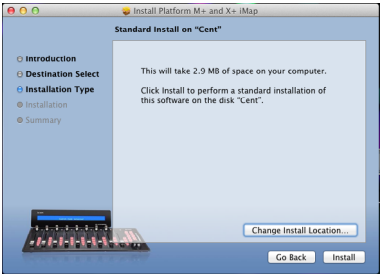 Install Platform M+ and X+ iMap
Standard Install on "Cent"
Introduction
Destination Select
Installation Type
Installation
Summary
This will take 2.9 MB of space on your computer.
Click Install to perform a standard installation of
this software on the disk "Cent".
Change Install Location...
Go Back
Install